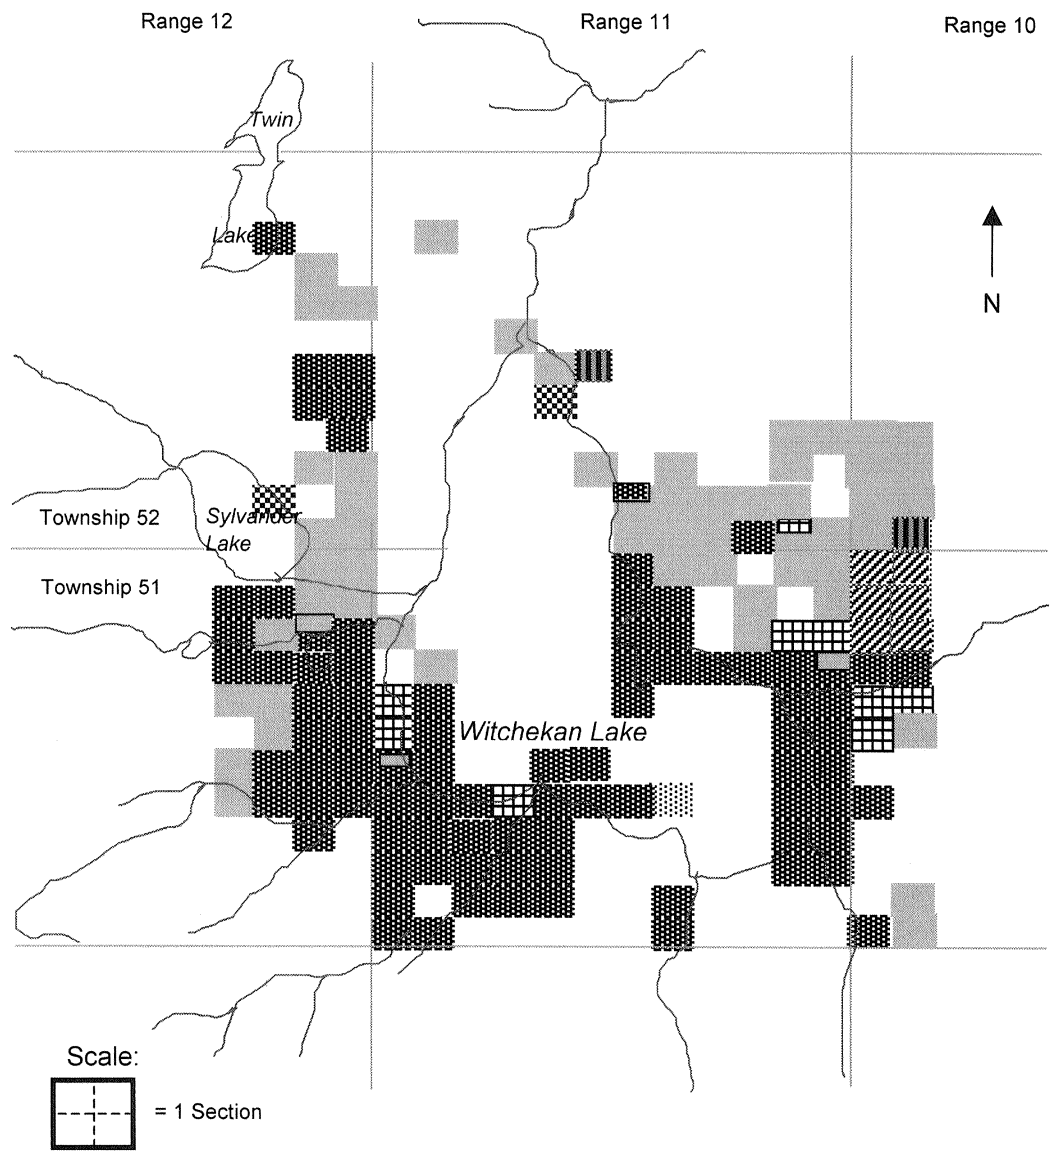 Range 12
Range 11
Range 10
Twin
Lake
N
Township 52
Sylvander
Lake
Township 51
Witchekan Lake
Scale:
= 1 Section